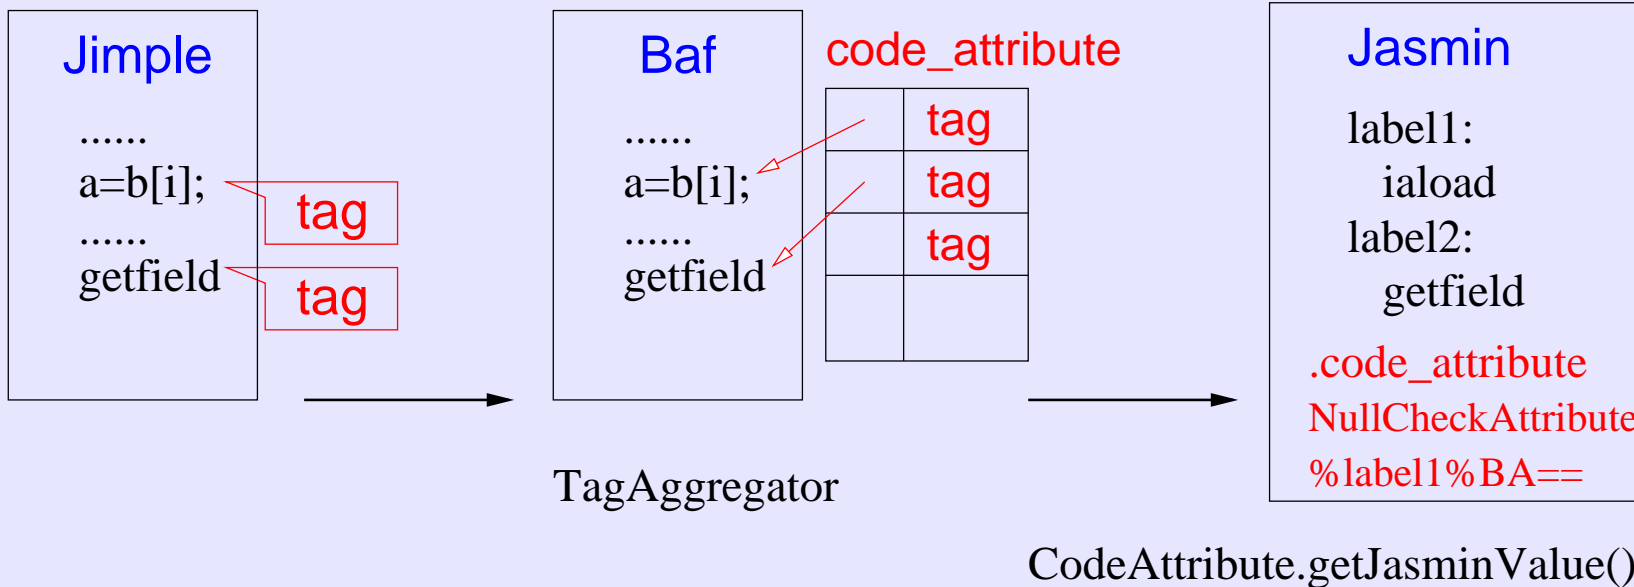 Jimple
......
a=b[i];
tag
......
getfield
tag
Baf
......
a=b[i];
......
getfield
code_attribute
tag
tag
tag
TagAggregator
Jasmin
label1:
iaload
label2:
getfield
.code_attribute
NullCheckAttribute
%label1%BA==
CodeAttribute.getJasminValue()